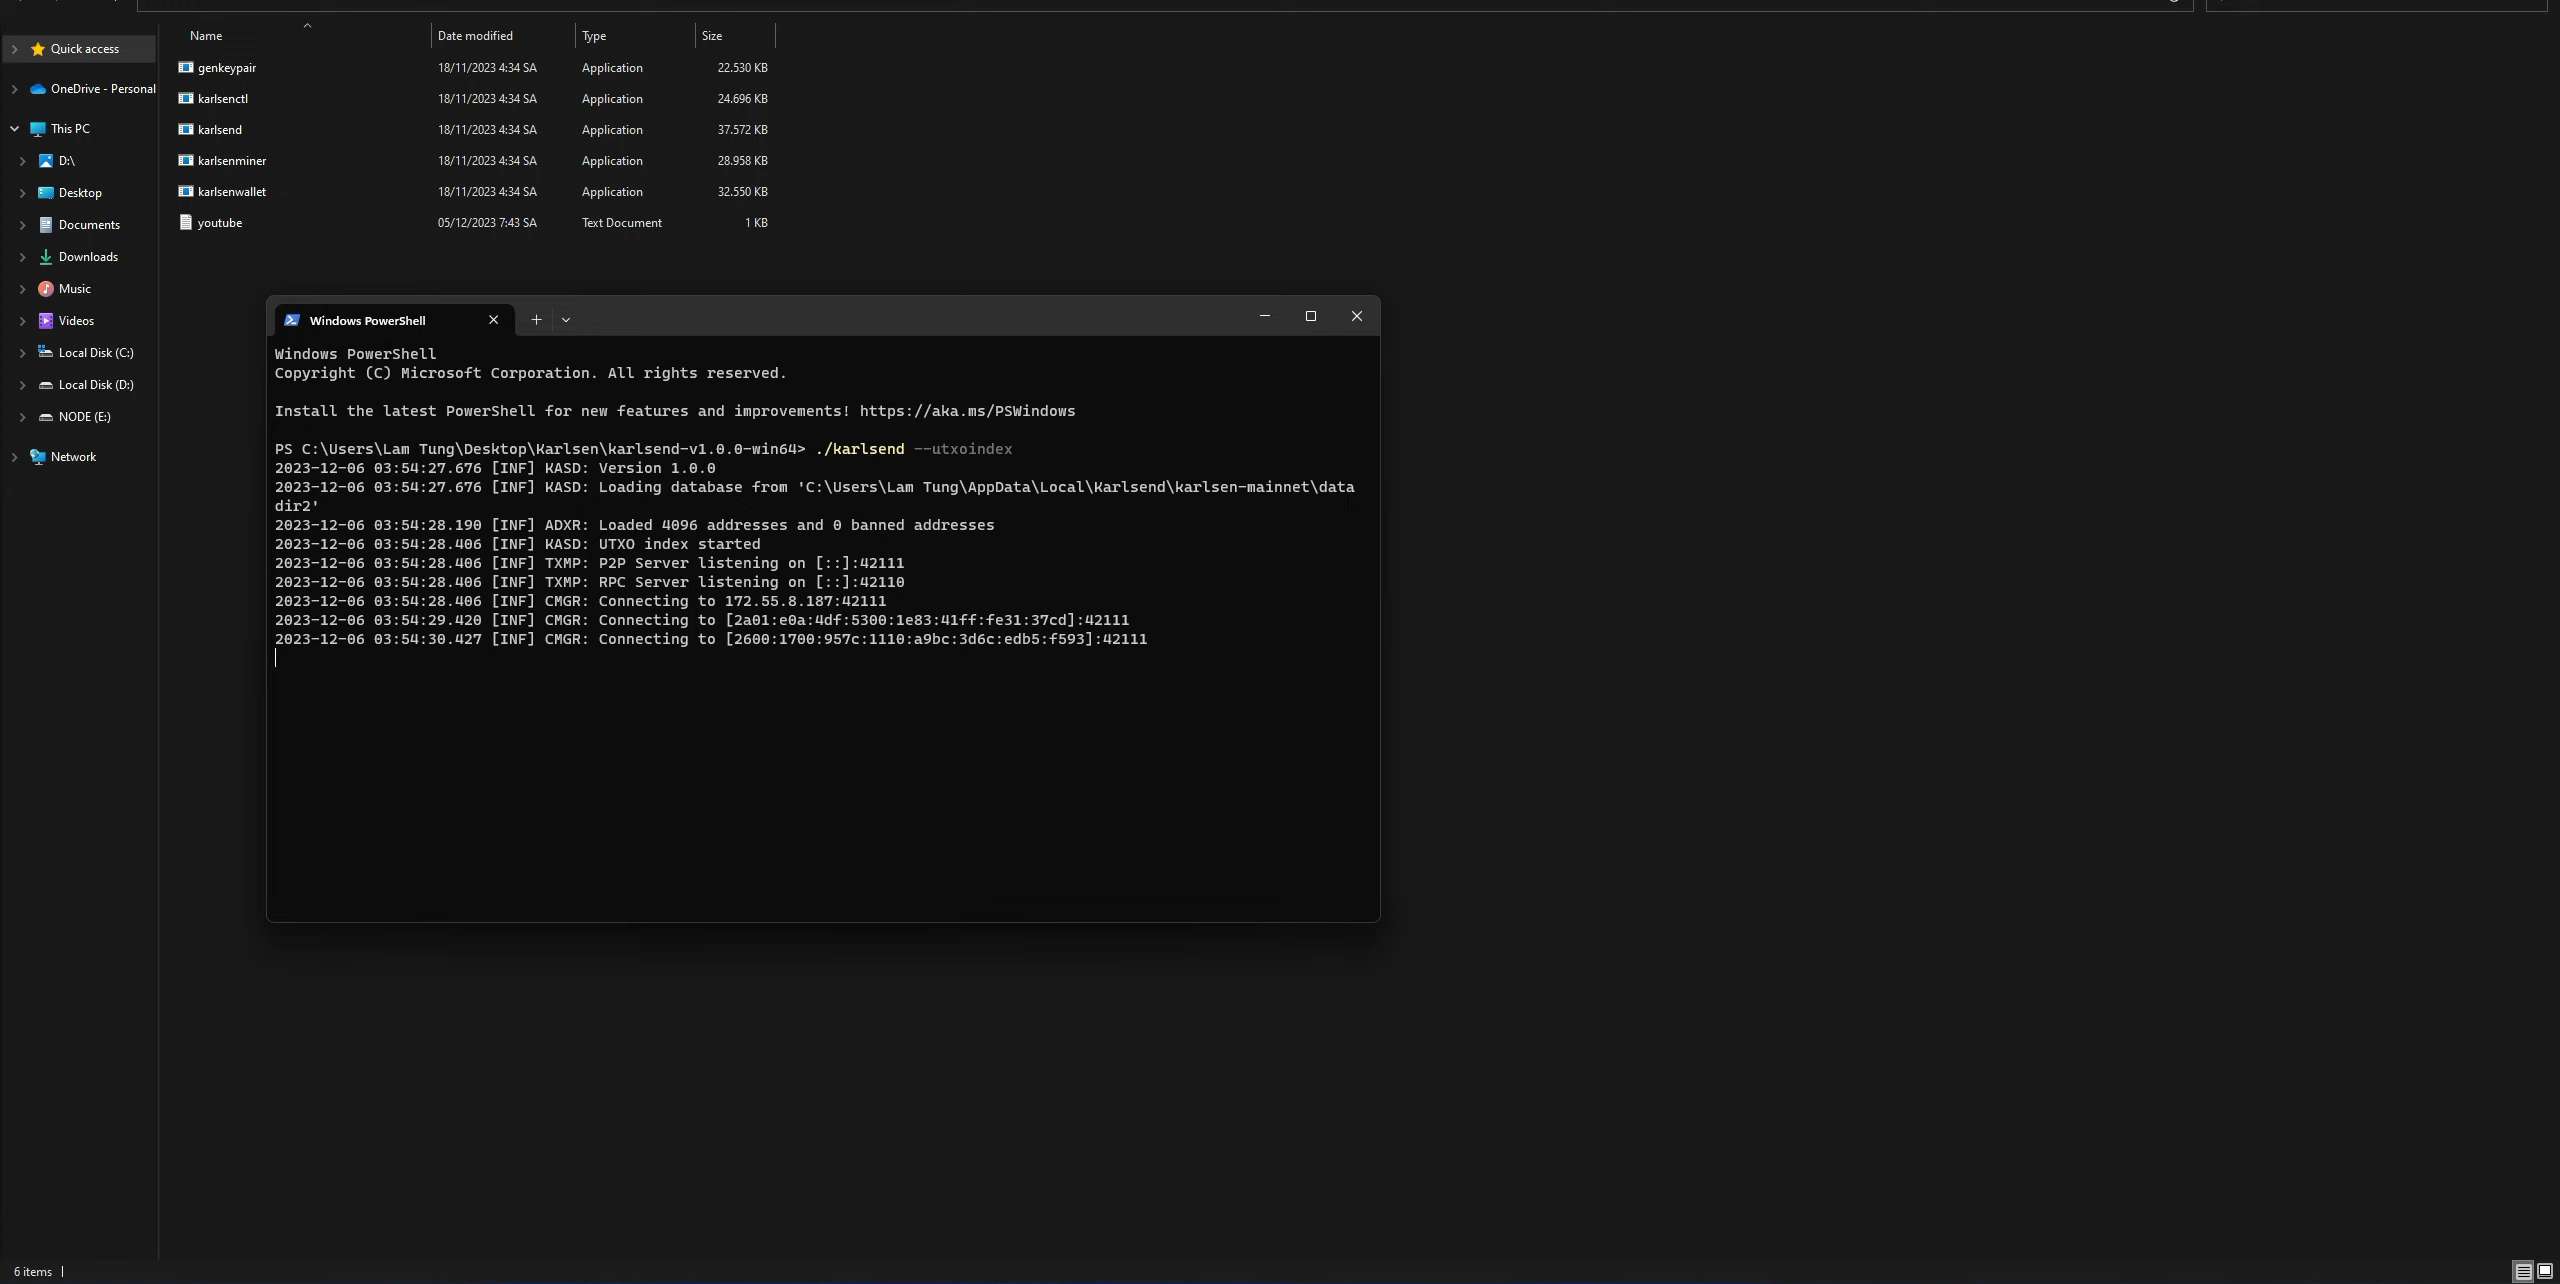 Name Date modified Type Size
Quick access
OneDrive - Personal
This PC
D:\
Desktop
Documents
Downloads
Music
Videos
Local Disk (C:)
Local Disk (D:)
NODE (E:)
Network
genkeypair 18/11/2023 4:34 SA Application 22.530 KB
karlsenctl 18/11/2023 4:34 SA Application 24.696 KB
karlsend 18/11/2023 4:34 SA Application 37.572 KB
karlsenminer 18/11/2023 4:34 SA Application 28.958 KB
karlsenwallet 18/11/2023 4:34 SA Application 32.550 KB
youtube 05/12/2023 7:43 SA Text Document 1 KB
Windows PowerShell
Windows PowerShell
Copyright (C) Microsoft Corporation. All rights reserved.
Install the latest PowerShell for new features and improvements! https://aka.ms/PSWindows
PS C:\Users\Lam Tung\Desktop\Karlsen\karlsend-v1.0.0-win64> ./karlsend --utxoindex
2023-12-06 03:54:27.676 [INF] KASD: Version 1.0.0
2023-12-06 03:54:27.676 [INF] KASD: Loading database from 'C:\Users\Lam Tung\AppData\Local\Karlsend\karlsen-mainnet\data
dir2'
2023-12-06 03:54:28.190 [INF] ADXR: Loaded 4096 addresses and 0 banned addresses
2023-12-06 03:54:28.406 [INF] KASD: UTXO index started
2023-12-06 03:54:28.406 [INF] TXMP: P2P Server listening on [::]:42111
2023-12-06 03:54:28.406 [INF] TXMP: RPC Server listening on [::]:42110
2023-12-06 03:54:28.406 [INF] CMGR: Connecting to 172.55.8.187:42111
2023-12-06 03:54:29.420 [INF] CMGR: Connecting to [2a01:e0a:4df:5300:1e83:41ff:fe31:37cd]:42111
2023-12-06 03:54:30.427 [INF] CMGR: Connecting to [2600:1700:957c:1110:a9bc:3d6c:edb5:f593]:42111
6 items